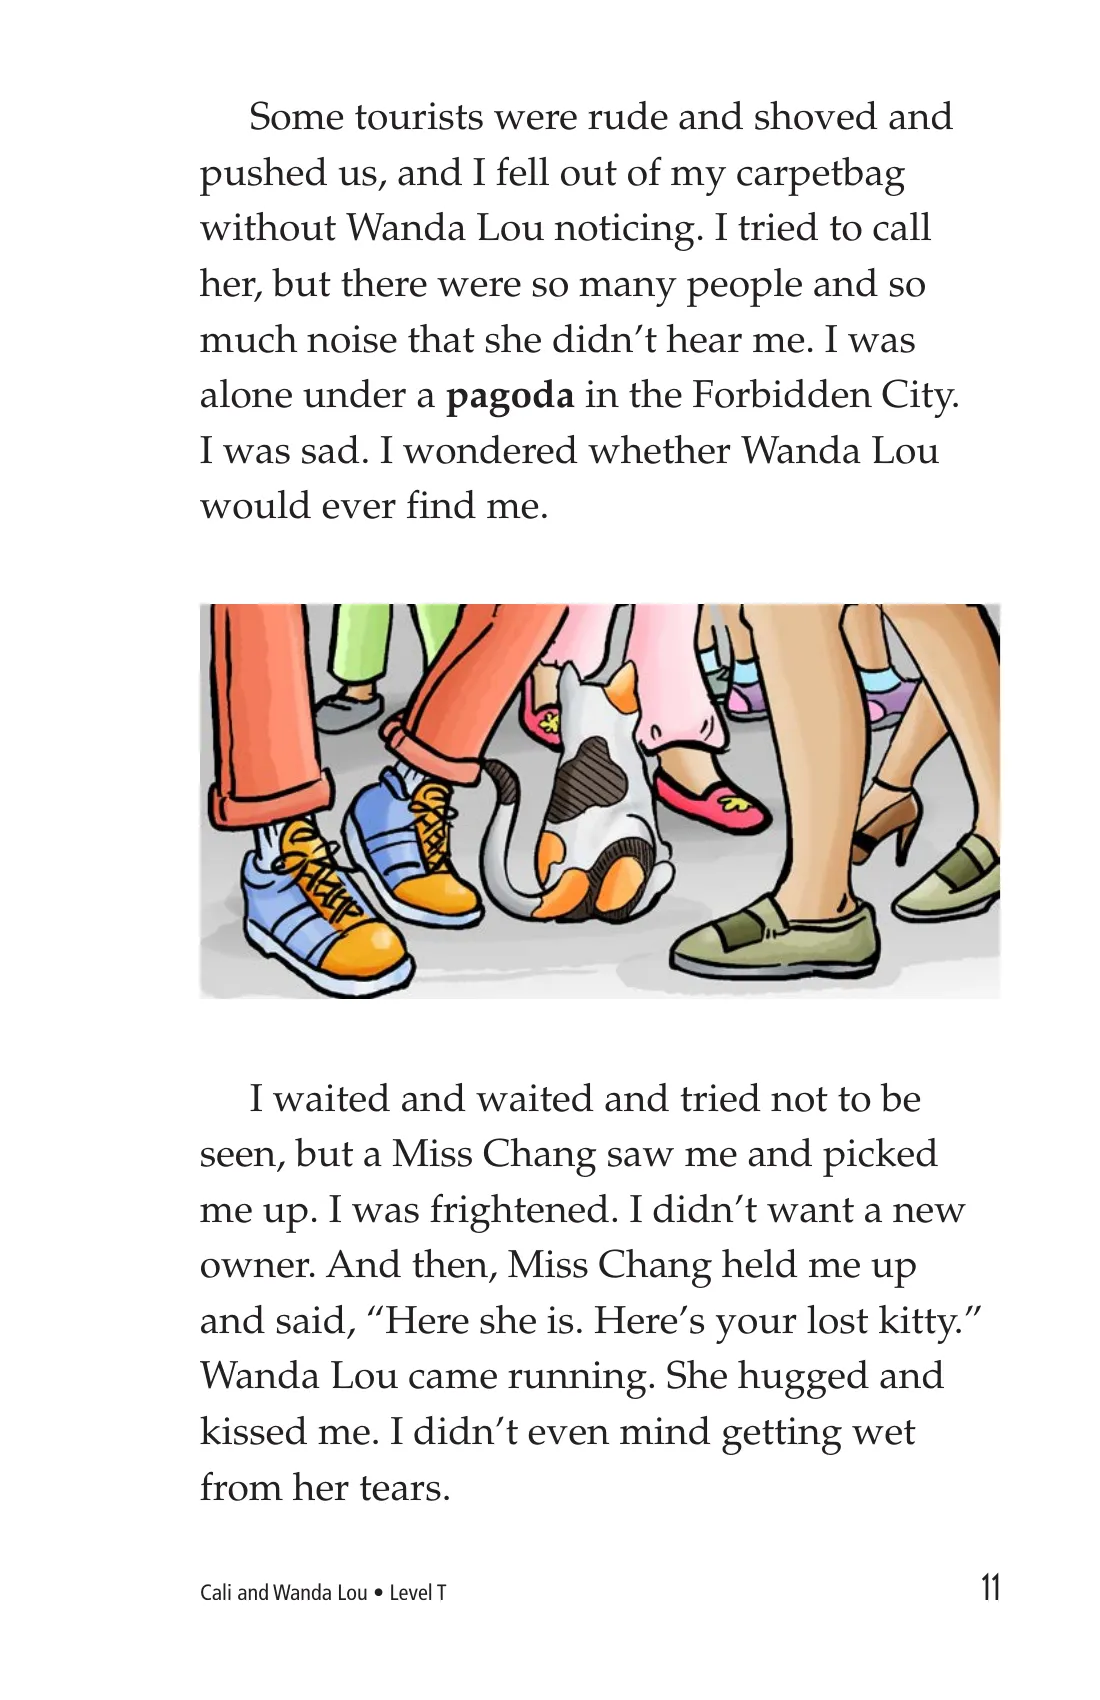 Some tourists were rude and shoved and
pushed us, and I fell out of my carpetbag
without Wanda Lou noticing. I tried to call
her, but there were so many people and so
much noise that she didn’t hear me. I was
alone under a pagoda in the Forbidden City.
I was sad. I wondered whether Wanda Lou
would ever find me.
I waited and waited and tried not to be
seen, but a Miss Chang saw me and picked
me up. I was frightened. I didn’t want a new
owner. And then, Miss Chang held me up
and said, “Here she is. Here’s your lost kitty.”
Wanda Lou came running. She hugged and
kissed me. I didn’t even mind getting wet
from her tears.
Cali and Wanda Lou • Level T 11